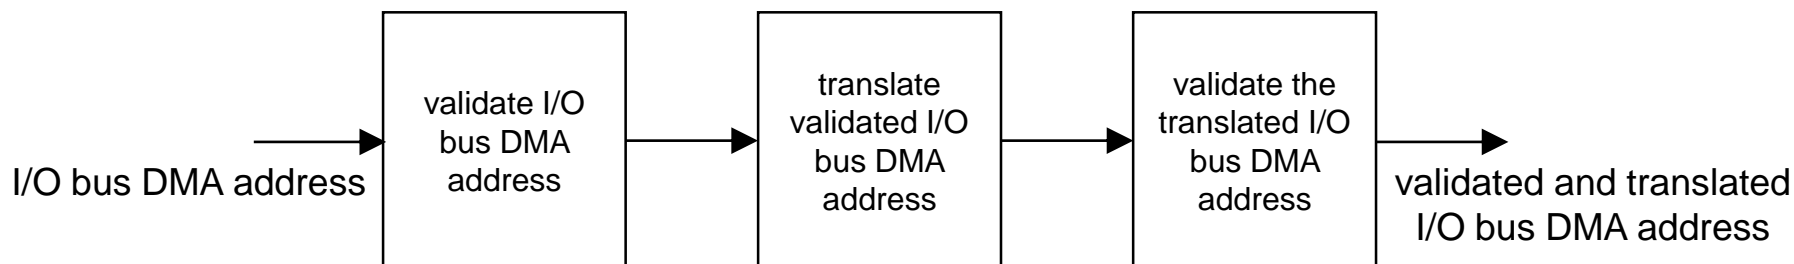 I/O bus DMA address
validate I/O
bus DMA
address
translate
validated I/O
bus DMA
address
validate the
translated I/O
bus DMA
address
validated and translated
I/O bus DMA address